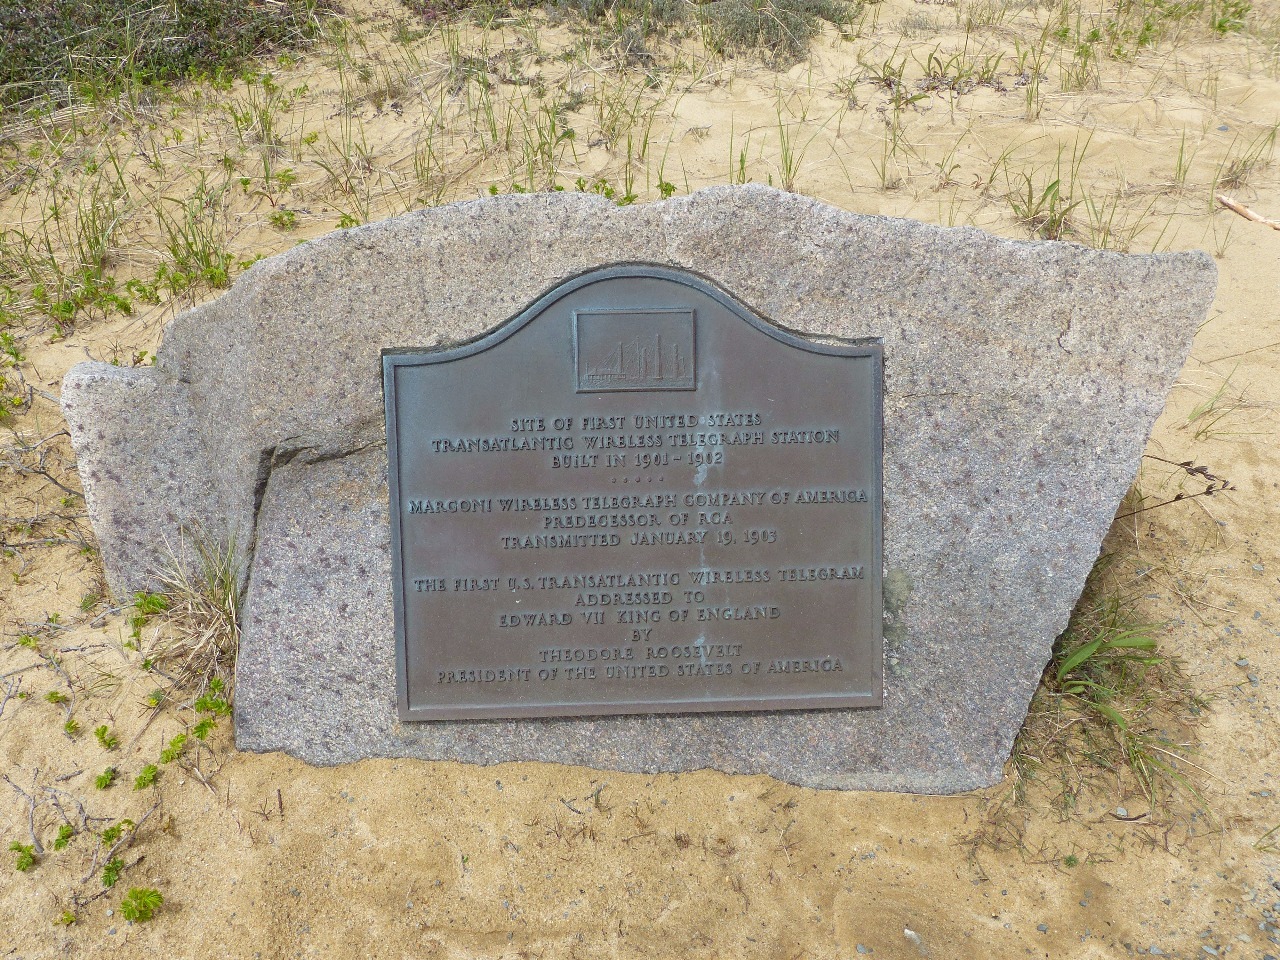 SITE OF FIRST UNITED STATES
TRANSATLANTIC WIRELESS TELEGRAPH STATION
BUILT IN 1901 - 1902
. . . . .
MARCONI WIRELESS TELEGRAPH COMPANY OF AMERICA
PREDECESSOR OF RCA
TRANSMITTED JANUARY 19, 1903
THE FIRST U.S. TRANSATLANTIC WIRELESS TELEGRAM
ADDRESSED TO
EDWARD VII KING OF ENGLAND
BY
THEODORE ROOSEVELT
PRESIDENT OF THE UNITED STATES OF AMERICA